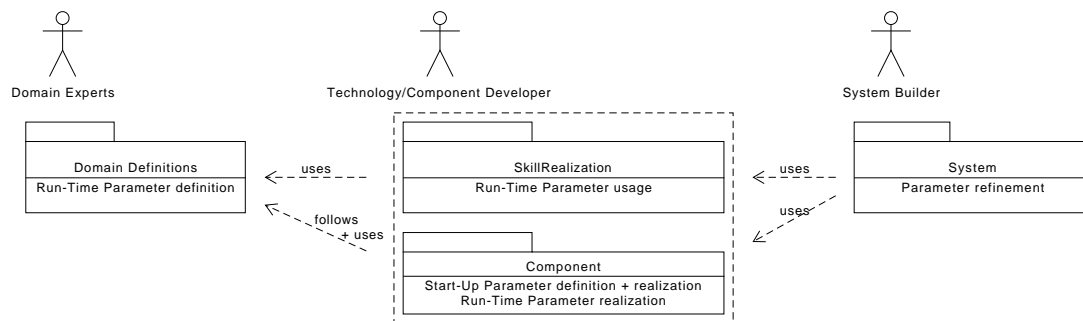 Domain Experts
Technology/Component Developer
System Builder
Domain Definitions
Run-Time Parameter definition
uses
follows
+ uses
SkillRealization
Run-Time Parameter usage
Component
Start-Up Parameter definition + realization
Run-Time Parameter realization
uses
uses
System
Parameter refinement